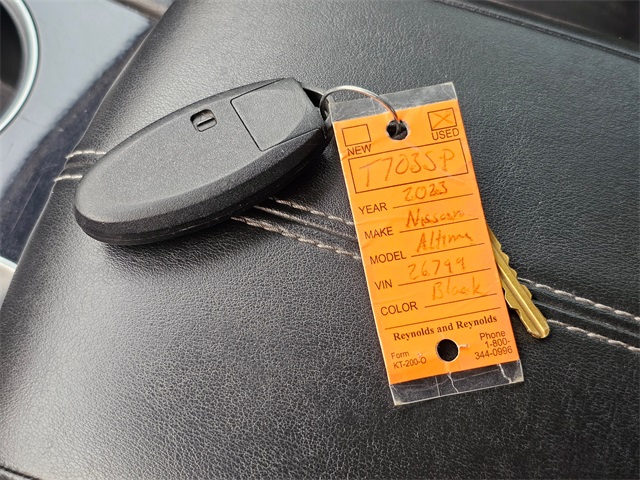 NEW USED
T7035P
YEAR 2023
MAKE Nissan
MODEL Altima
VIN 26799
COLOR Black
Reynolds and Reynolds
Form KT-200-O
Phone 1-800-344-0996